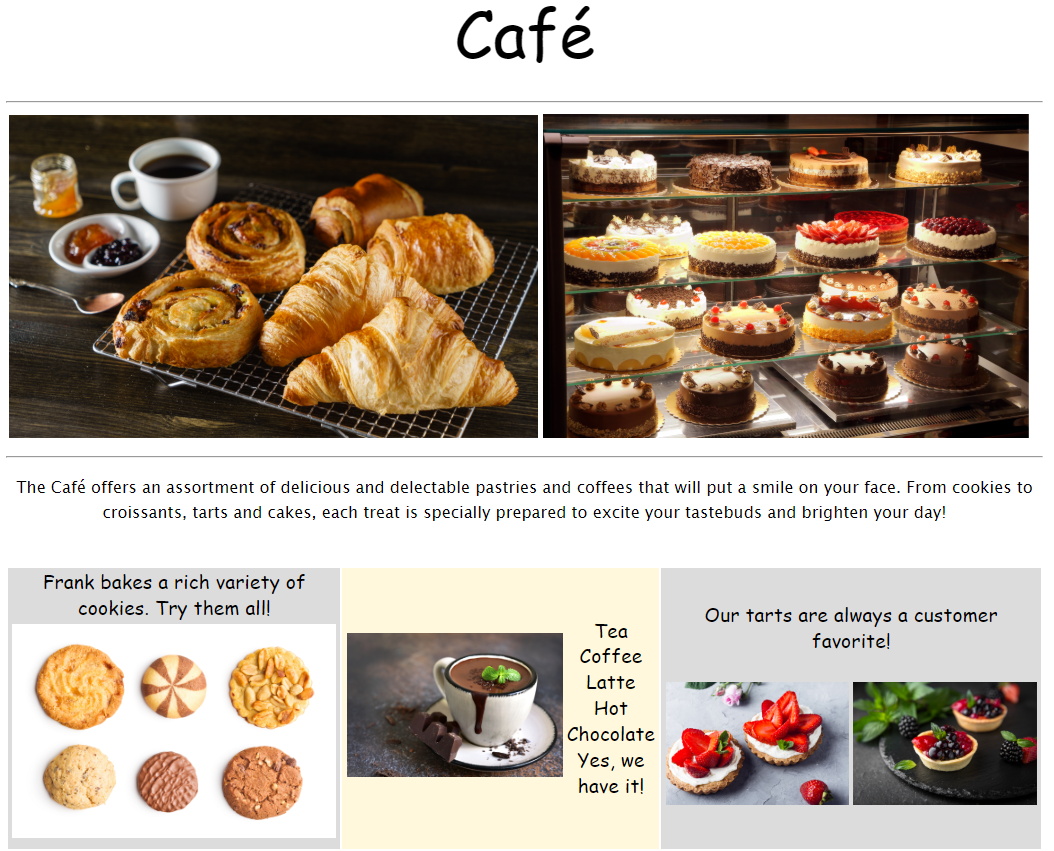 Café
The Café offers an assortment of delicious and delectable pastries and coffees that will put a smile on your face. From cookies to
croissants, tarts and cakes, each treat is specially prepared to excite your tastebuds and brighten your day!
Frank bakes a rich variety of
cookies. Try them all!
Tea
Coffee
Latte
Hot
Chocolate
Yes, we
have it!
Our tarts are always a customer
favorite!